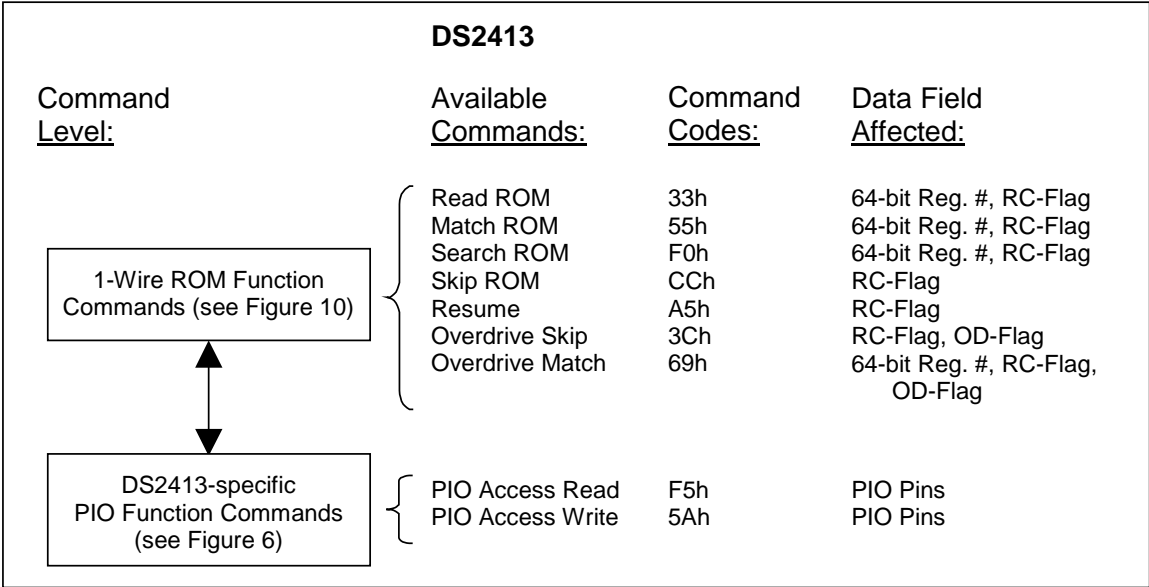 DS2413
Command Level: Available Commands: Command Codes: Data Field Affected:
1-Wire ROM Function
Commands (see Figure 10)
Read ROM 33h 64-bit Reg. #, RC-Flag
Match ROM 55h 64-bit Reg. #, RC-Flag
Search ROM F0h 64-bit Reg. #, RC-Flag
Skip ROM CCh RC-Flag
Resume A5h RC-Flag
Overdrive Skip 3Ch RC-Flag, OD-Flag
Overdrive Match 69h 64-bit Reg. #, RC-Flag,
OD-Flag
DS2413-specific
PIO Function Commands
(see Figure 6)
PIO Access Read F5h PIO Pins
PIO Access Write 5Ah PIO Pins